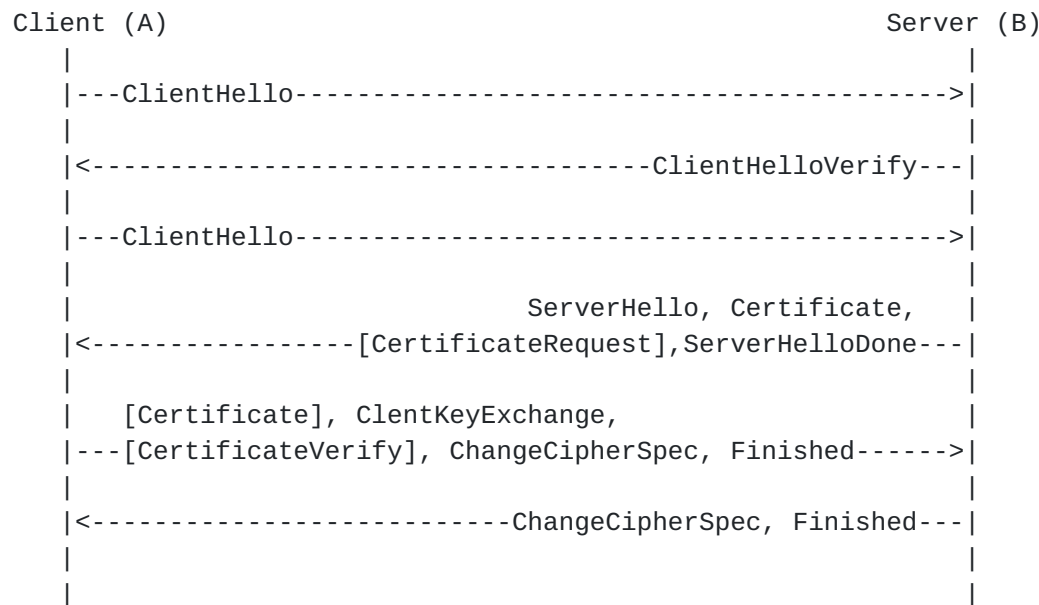 Client (A) Server (B)
---ClientHello------------------------------------------>
<------------------------------------ClientHelloVerify---
---ClientHello------------------------------------------>
ServerHello, Certificate,
<-----------------[CertificateRequest],ServerHelloDone---
[Certificate], ClentKeyExchange,
---[CertificateVerify], ChangeCipherSpec, Finished------>
<---------------------------ChangeCipherSpec, Finished---